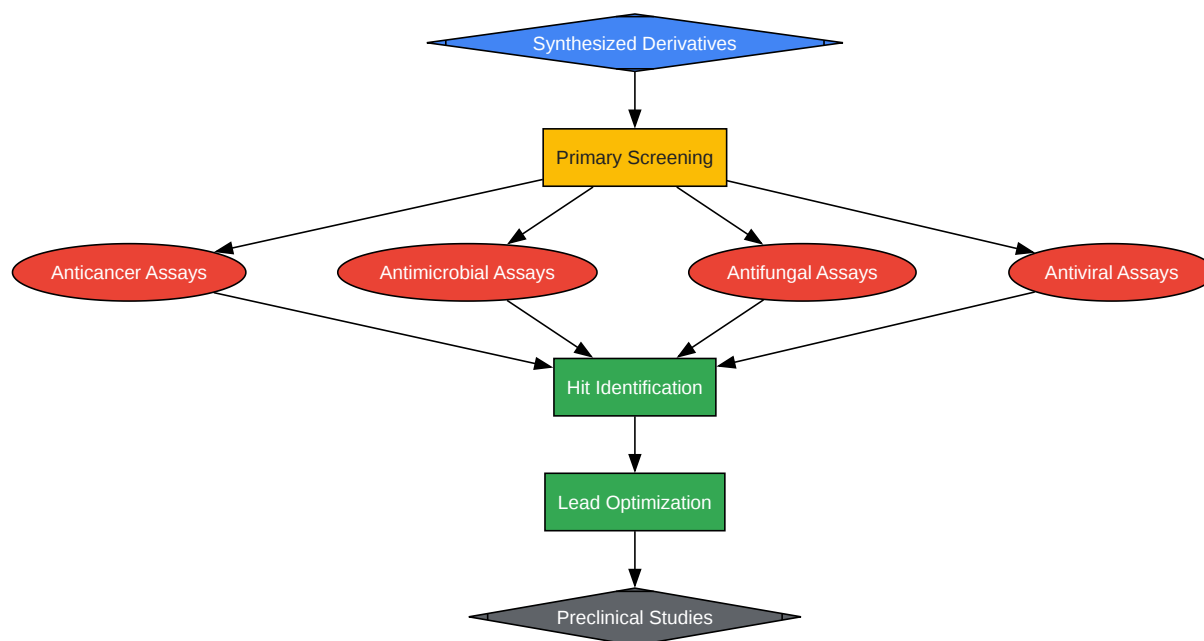 Synthesized Derivatives
Primary Screening
Anticancer Assays
Antimicrobial Assays
Antifungal Assays
Antiviral Assays
Hit Identification
Lead Optimization
Preclinical Studies